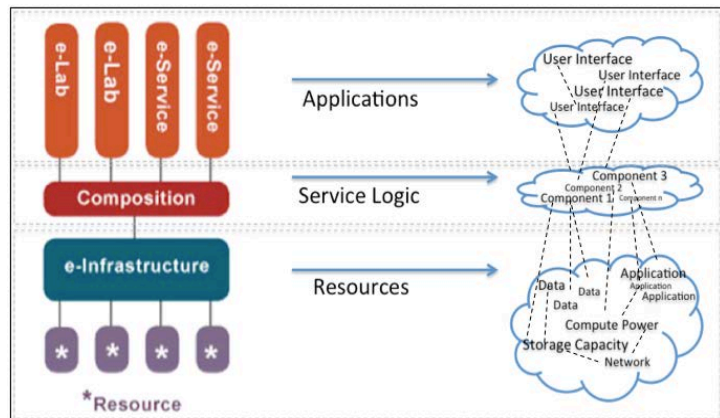 e-Lab
e-Lab
e-Service
e-Service
Applications
User Interface
User Interface
User Interface
User Interface
Composition
Service Logic
Component 3
Component 2
Component 1
Component n
e-Infrastructure
Resources
Application
Application
Application
Data
Data
Data
Compute Power
Storage Capacity
Network
* * * *
*Resource